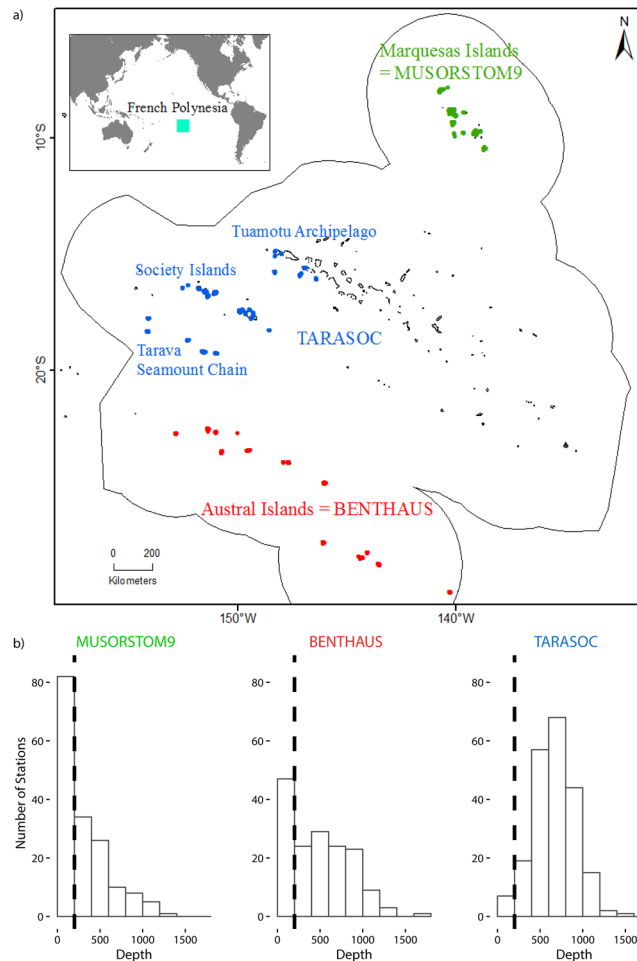 a)
N
Marquesas Islands
= MUSORSTOM9
French Polynesia
10°S
Tuamotu Archipelago
Society Islands
TARASOC
Tarava
Seamount Chain
20°S
Austral Islands = BENTHAUS
0 200
Kilometers
150°W 140°W
b)
MUSORSTOM9 BENTHAUS TARASOC
Number of Stations
80 80 80
60 60 60
40 40 40
20 20 20
0 0 0
0 500 1000 0 500 1000 1500 0 500 1000 1500
Depth Depth Depth